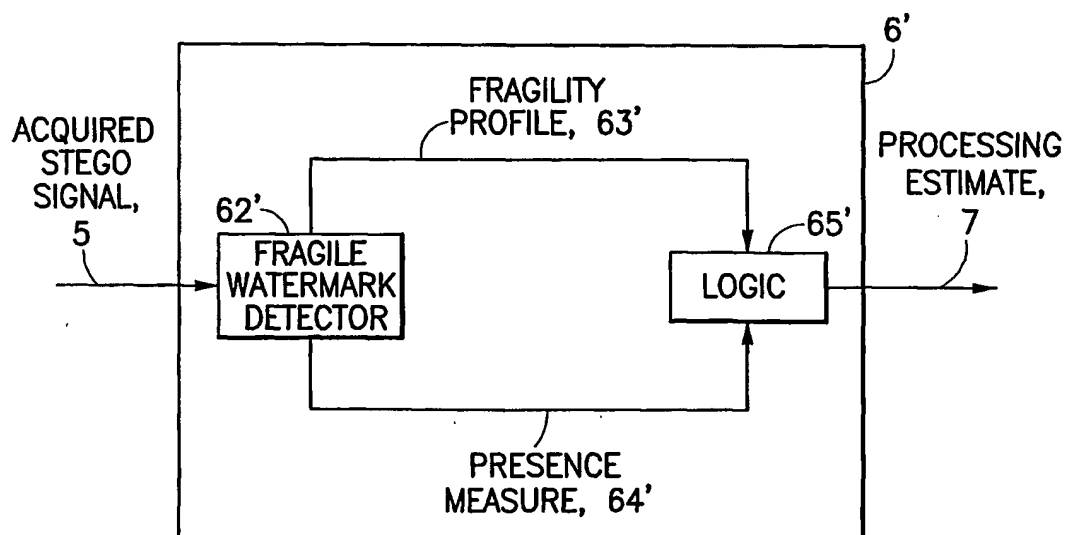 6'
FRAGILITY
PROFILE, 63'
ACQUIRED
STEGO
SIGNAL,
5
PROCESSING
ESTIMATE,
7
62'
FRAGILE
WATERMARK
DETECTOR
65'
LOGIC
PRESENCE
MEASURE, 64'